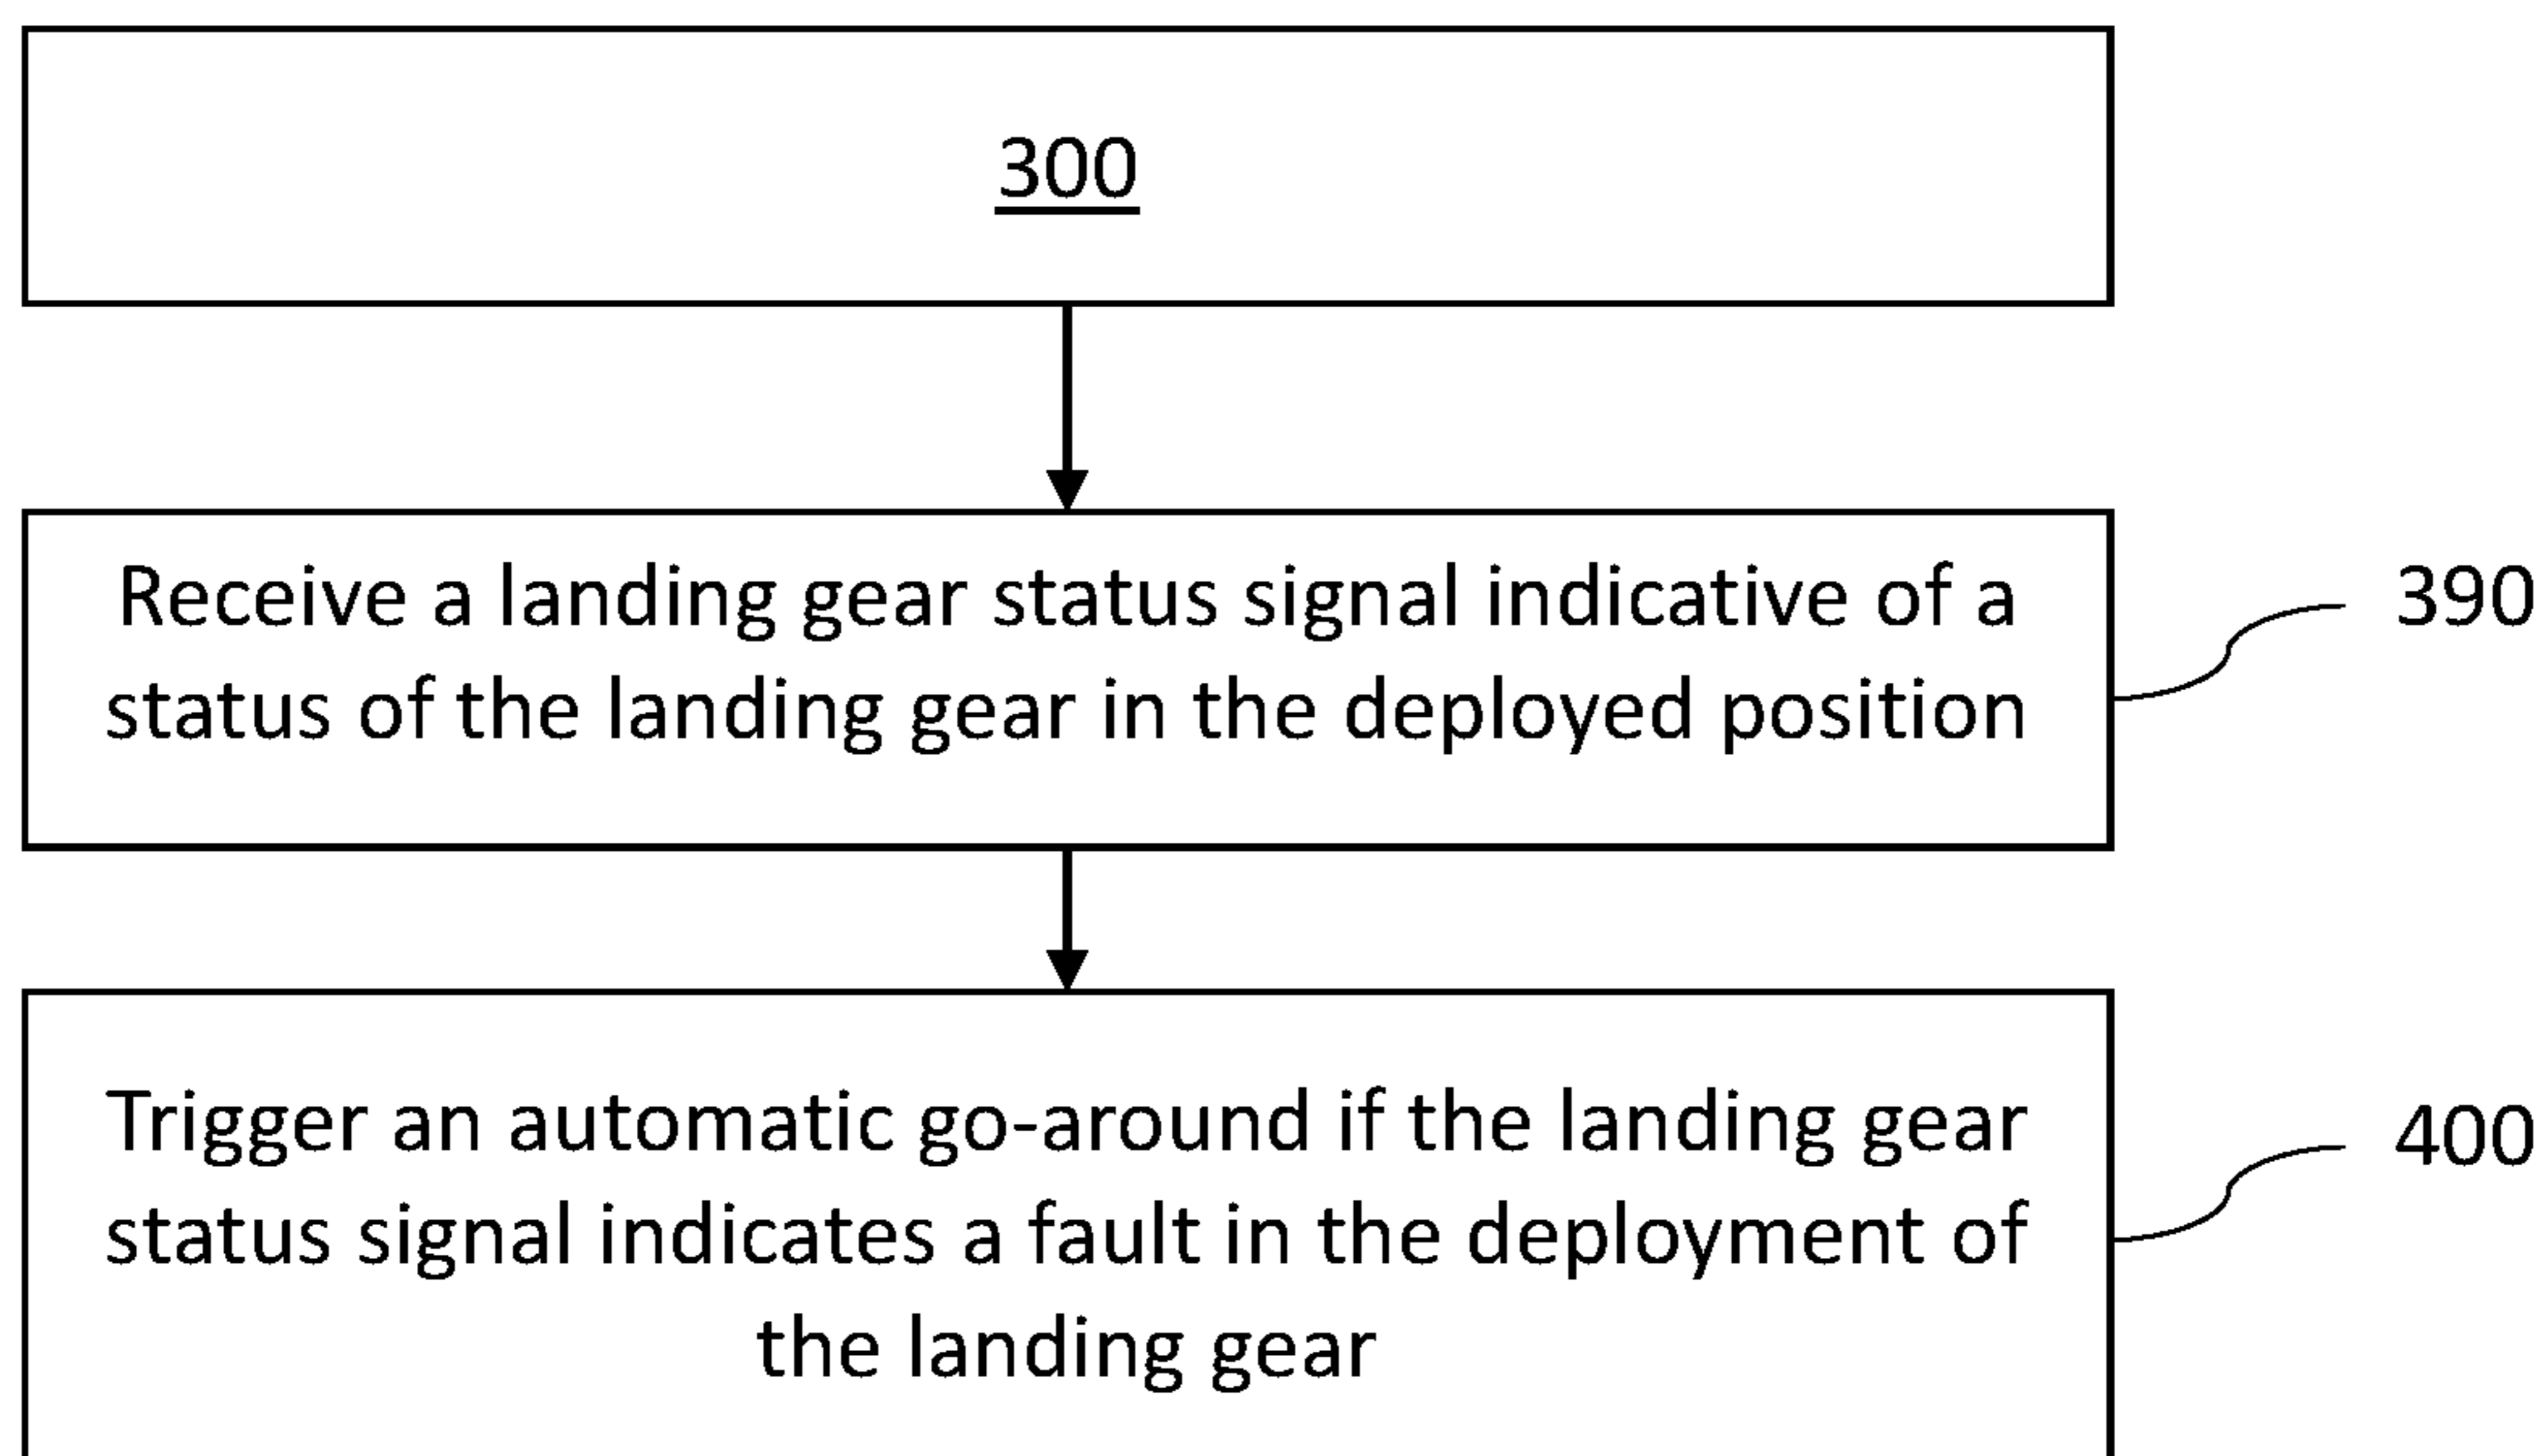 300
Receive a landing gear status signal indicative of a
status of the landing gear in the deployed position
390
Trigger an automatic go-around if the landing gear
status signal indicates a fault in the deployment of
the landing gear
400